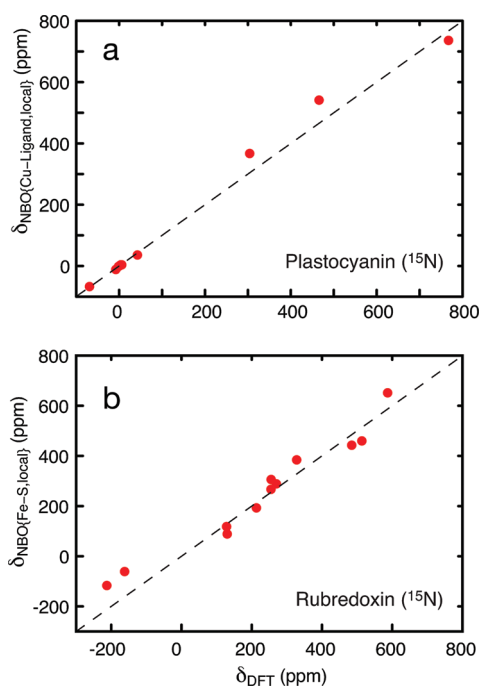 a
800
600
400
200
0
δNBO{Cu–Ligand,local} (ppm)
Plastocyanin (¹⁵N)
0 200 400 600 800
b
800
600
400
200
0
-200
δNBO{Fe–S,local} (ppm)
Rubredoxin (¹⁵N)
-200 0 200 400 600 800
δDFT (ppm)